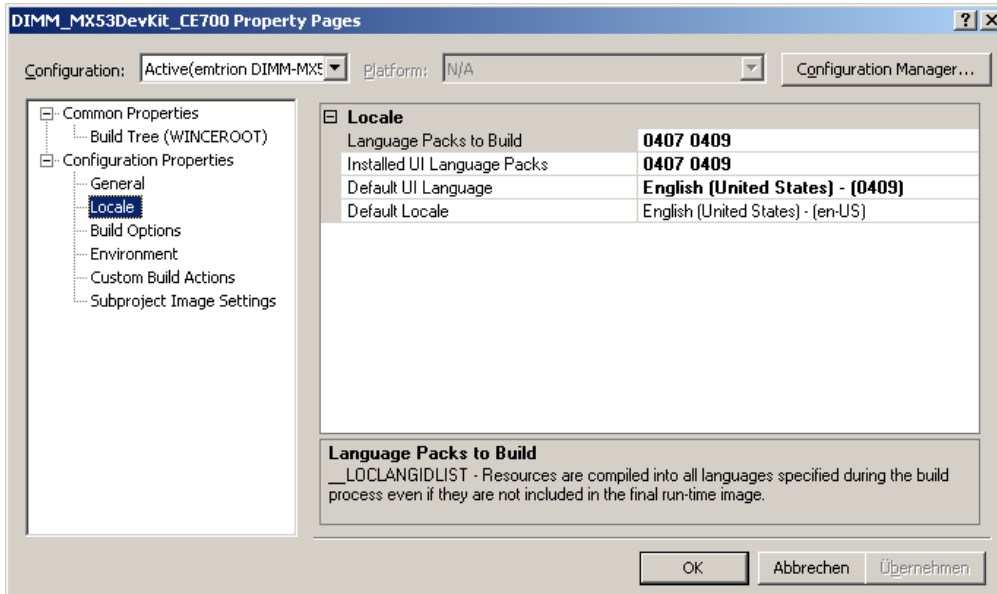 DIMM_MX53DevKit_CE700 Property Pages
Configuration: Active(emtrion DIMM-MX5 Platform: N/A Configuration Manager...
Common Properties
Build Tree (WINCEROOT)
Configuration Properties
General
Locale
Build Options
Environment
Custom Build Actions
Subproject Image Settings
Locale
Language Packs to Build 0407 0409
Installed UI Language Packs 0407 0409
Default UI Language English (United States) - (0409)
Default Locale English (United States) - (en-US)
Language Packs to Build
__LOCLANGIDLIST - Resources are compiled into all languages specified during the build
process even if they are not included in the final run-time image.
OK Abbrechen Übernehmen